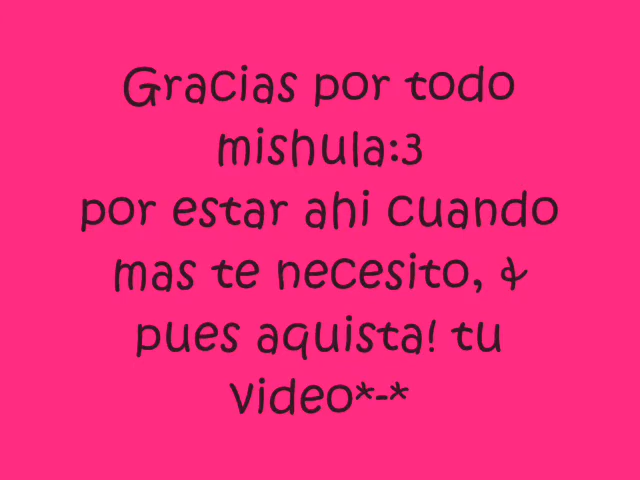 Gracias por todo
mishula:3
por estar ahi cuando
mas te necesito, &
pues aquista! tu
video*-*